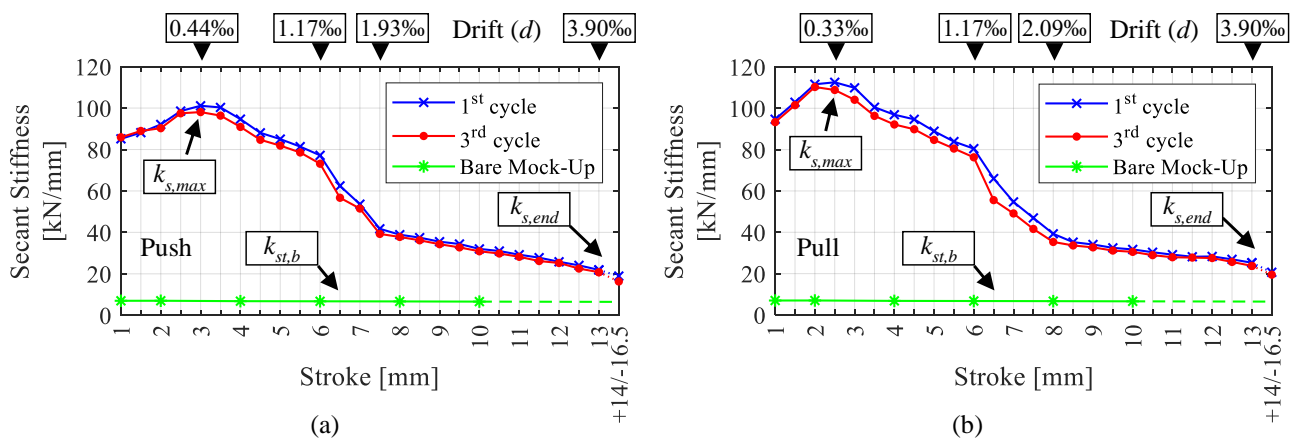 0.44‰ 1.17‰ 1.93‰ Drift (d) 3.90‰
120
100
80
60
40
20
0
Secant Stiffness
[kN/mm]
1st cycle
3rd cycle
Bare Mock-Up
ks,max
ks,end
Push
kst,b
1 2 3 4 5 6 7 8 9 10 11 12 13 +14/-16.5
Stroke [mm]
(a)
0.33‰ 1.17‰ 2.09‰ Drift (d) 3.90‰
120
100
80
60
40
20
0
Secant Stiffness
[kN/mm]
1st cycle
3rd cycle
Bare Mock-Up
ks,max
ks,end
Pull
kst,b
1 2 3 4 5 6 7 8 9 10 11 12 13 +14/-16.5
Stroke [mm]
(b)